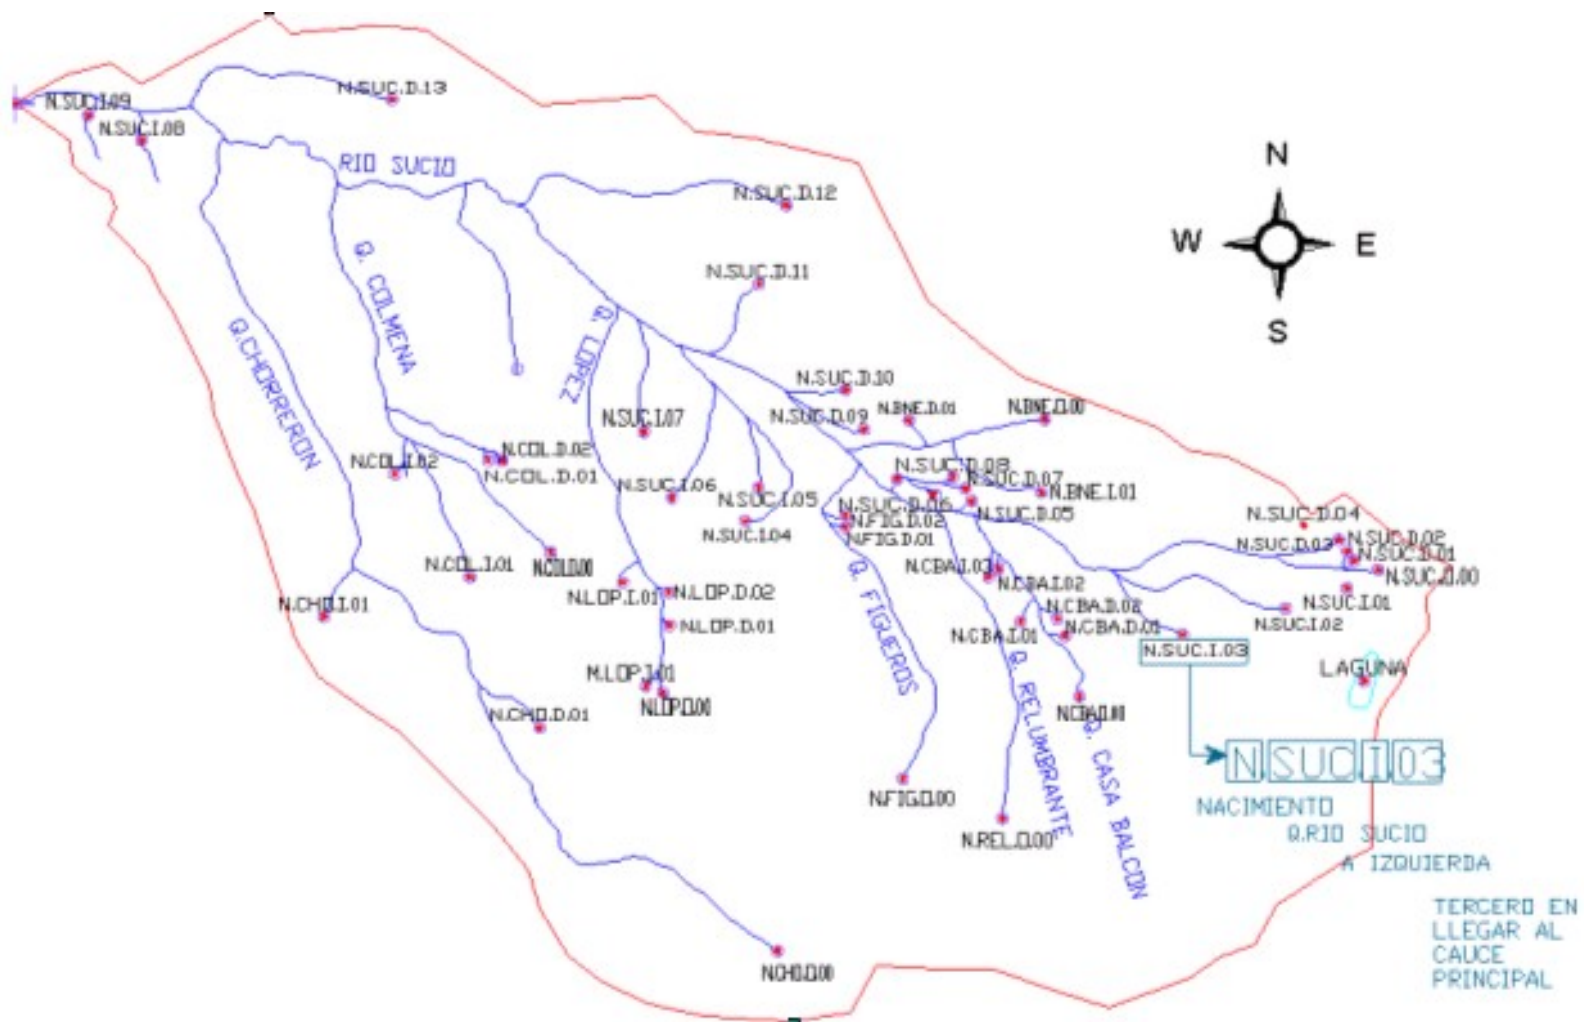 N.SUC.D.13
N.SUC.I.09
N.SUC.I.08
N
RIO SUCIO
N.SUC.D.12
W
E
Q. COLMENA
N.SUC.D.11
S
Q.CHORRERON
Q. LOPEZ
N.SUC.D.10
N.SUC.D.09
N.BNE.D.01
N.BNE.O.00
N.SUC.I.07
N.COL.D.02
N.COL.I.02
N.COL.D.01
N.SUC.D.08
N.SUC.D.07
N.BNE.I.01
N.SUC.I.06
N.SUC.I.05
N.SUC.D.06
N.SUC.D.05
N.SUC.I.04
N.FIG.D.02
N.FIG.D.01
N.SUC.D.04
N.SUC.D.02
N.SUC.D.03
N.SUC.D.01
N.SUC.O.00
N.COL.I.01
N.COL.O.00
N.LOP.I.01
N.LOP.D.02
Q. FIGUEROS
N.CBA.I.03
N.CBA.I.02
N.SUC.I.01
N.CHO.I.01
N.CBA.D.02
N.SUC.I.02
N.LOP.D.01
N.CBA.I.01
N.CBA.D.01
N.SUC.I.03
LAGUNA
M.LOP.I.01
N.LOP.O.00
N.CHO.D.01
Q. RELUMBRANTE
Q. CASA BALCON
N.SUC.I.03
N.FIG.O.00
NACIMIENTO
Q.RIO SUCIO
N.REL.O.00
A IZQUIERDA
TERCERO EN
LLEGAR AL
CAUCE
PRINCIPAL
N.CHO.O.00